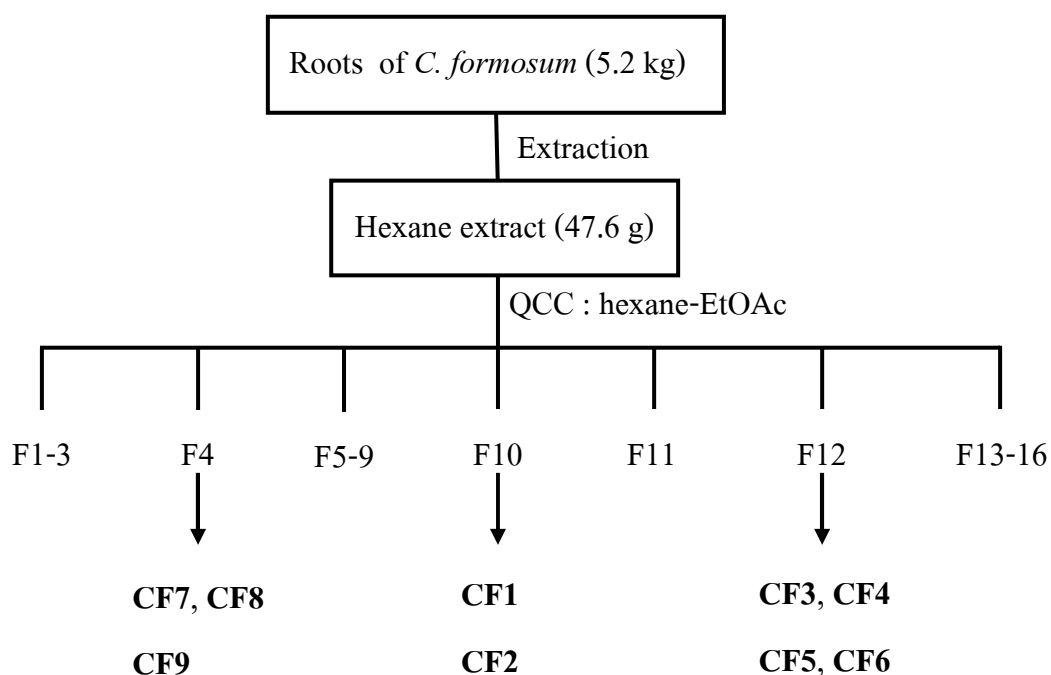 Roots of C. formosum (5.2 kg)
Extraction
Hexane extract (47.6 g)
QCC : hexane-EtOAc
F1-3 F4 F5-9 F10 F11 F12 F13-16
CF7, CF8 CF1 CF3, CF4
CF9 CF2 CF5, CF6